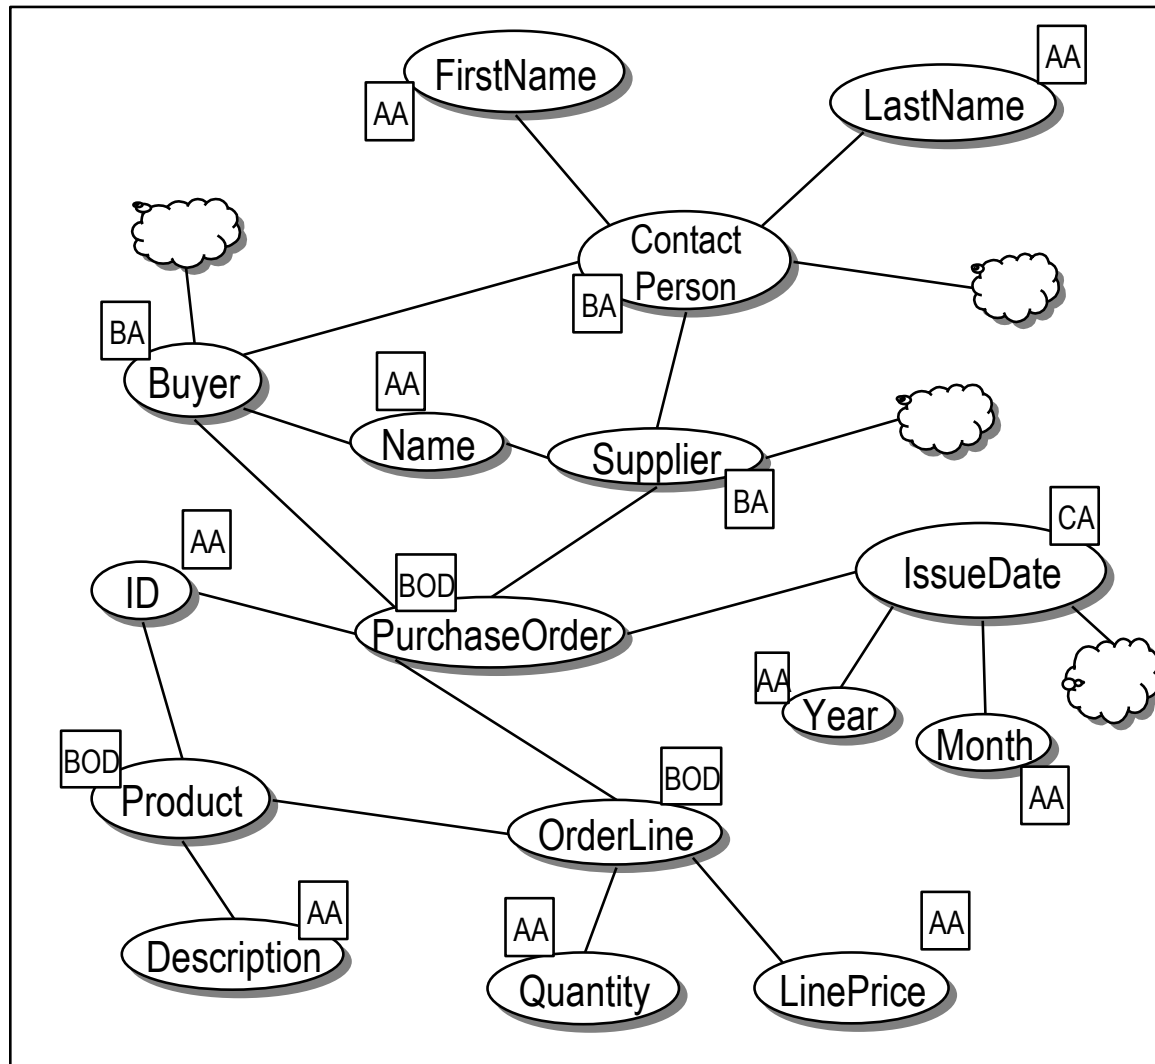 FirstName
AA
LastName
AA
Contact
Person
BA
BA
Buyer
AA
Name
Supplier
BA
CA
IssueDate
AA
ID
BOD
PurchaseOrder
AA
Year
Month
AA
BOD
Product
BOD
OrderLine
AA
Description
AA
Quantity
AA
LinePrice